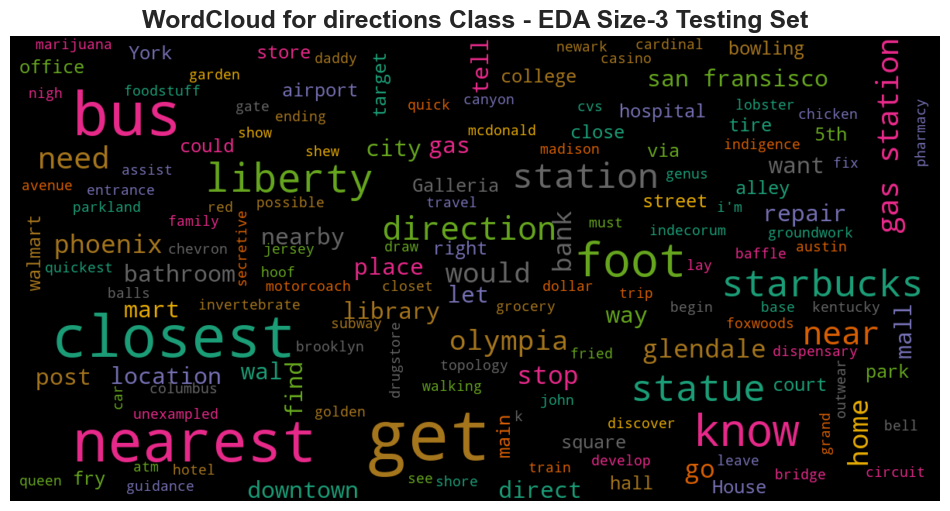 WordCloud for directions Class - EDA Size-3 Testing Set
marijuana
York
store
daddy
tell
newark
cardinal
bowling
office
garden
target
college
casino
san fransisco
gas station
nigh
foodstuff
airport
quick
canyon
cvs
hospital
lobster
chicken
pharmacy
bus
gate
ending
show
mcdonald
close
tire
5th
need
could
shew
city
gas
madison
via
indigence
want
fix
avenue
entrance
assist
liberty
Galleria
station
genus
street
alley
parkland
red
possible
travel
i'm
repair
walmart
family
secretive
jersey
nearby
draw
direction
right
bank
must
indecorum
groundwork
phoenix
chevron
hoof
closet
would
foot
lay
baffle
austin
quickest
bathroom
motorcoach
place
let
dollar
trip
starbucks
balls
mart
invertebrate
library
grocery
way
begin
base
kentucky
closest
subway
brooklyn
drugstore
olympia
fried
glendale
foxwoods
near
dispensary
mall
post
location
columbus
wal
find
topology
stop
statue
court
park
car
walking
john
outwear
unexampled
golden
k
discover
know
grand
home
bell
nearest
get
main
square
queen
fry
atm
hotel
guidance
downtown
see
shore
train
direct
develop
hall
go
leave
House
bridge
circuit